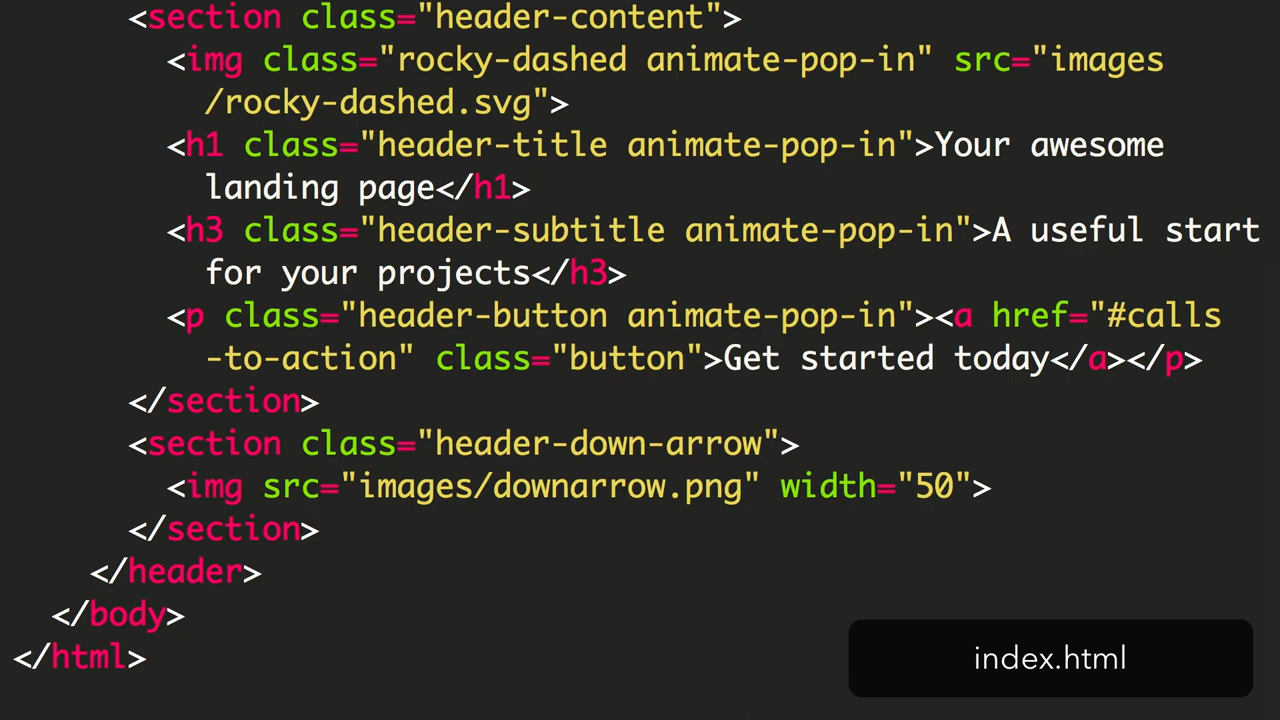 <section class="header-content">
<img class="rocky-dashed animate-pop-in" src="images
/rocky-dashed.svg">
<h1 class="header-title animate-pop-in">Your awesome
landing page</h1>
<h3 class="header-subtitle animate-pop-in">A useful start
for your projects</h3>
<p class="header-button animate-pop-in"><a href="#calls
-to-action" class="button">Get started today</a></p>
</section>
<section class="header-down-arrow">
<img src="images/downarrow.png" width="50">
</section>
</header>
</body>
</html>
index.html